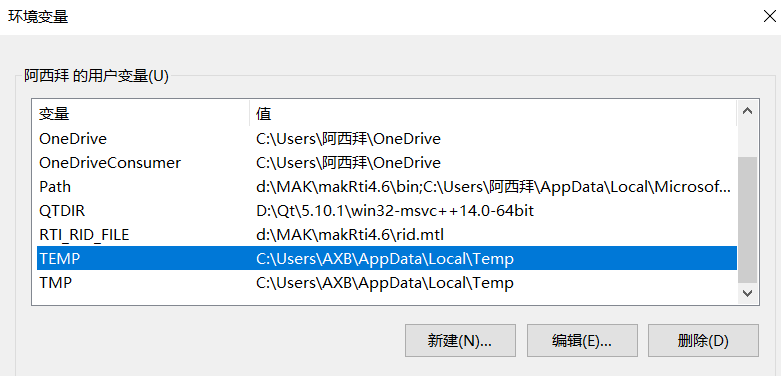 环境变量
阿西拜 的用户变量(U)
变量 值
OneDrive C:\Users\阿西拜\OneDrive
OneDriveConsumer C:\Users\阿西拜\OneDrive
Path d:\MAK\makRti4.6\bin;C:\Users\阿西拜\AppData\Local\Microsof...
QTDIR D:\Qt\5.10.1\win32-msvc++14.0-64bit
RTI_RID_FILE d:\MAK\makRti4.6\rid.mtl
TEMP C:\Users\AXB\AppData\Local\Temp
TMP C:\Users\AXB\AppData\Local\Temp
新建(N)... 编辑(E)... 删除(D)